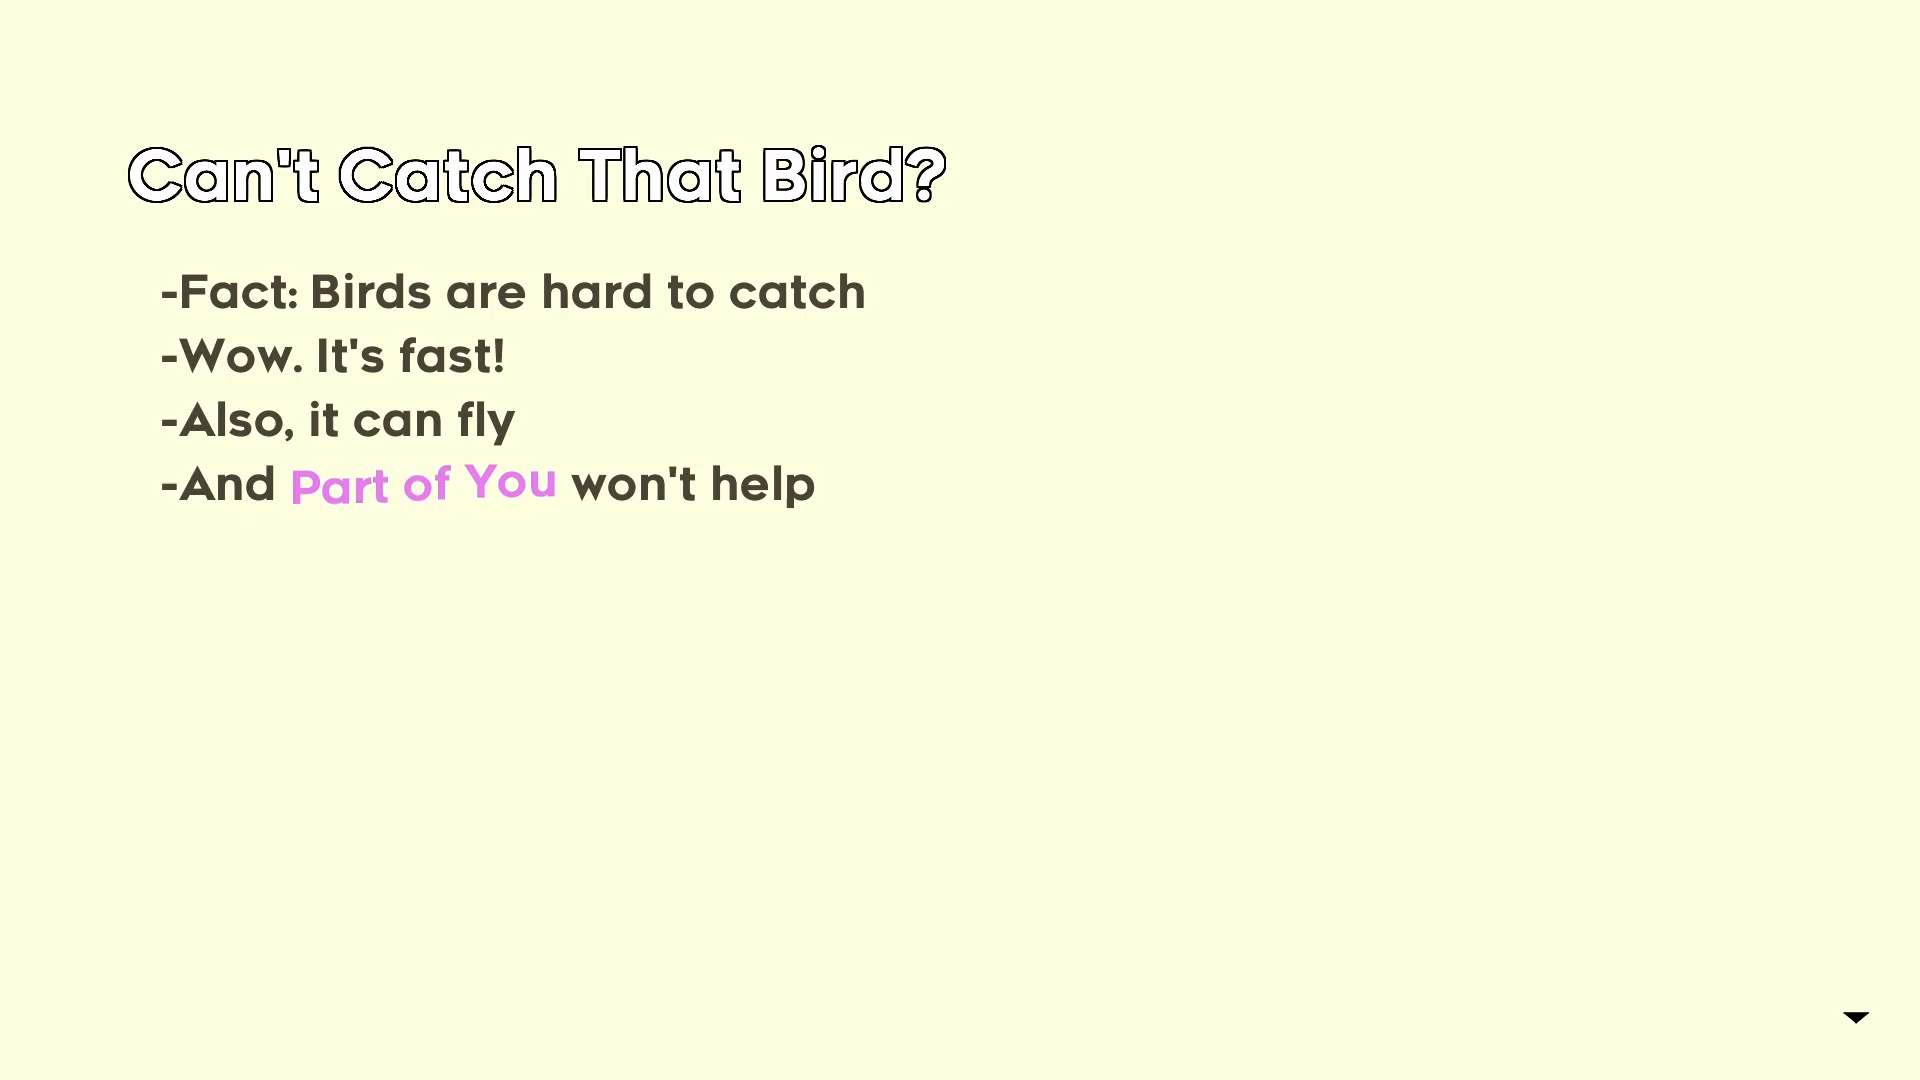 Can't Catch That Bird?
-Fact: Birds are hard to catch
-Wow. It's fast!
-Also, it can fly
-And Part of You won't help